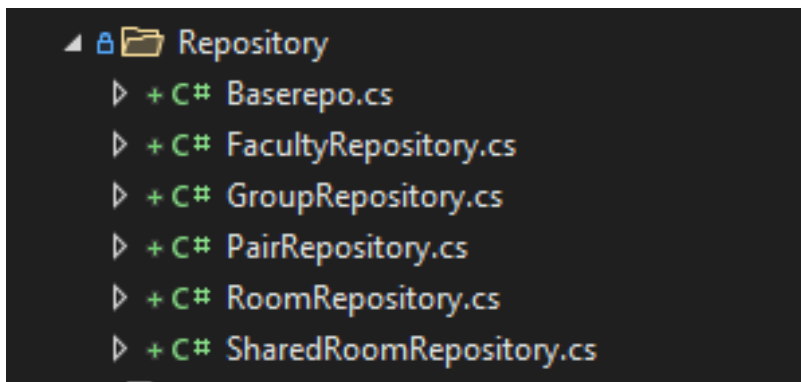 Repository
+ C# Baserepo.cs
+ C# FacultyRepository.cs
+ C# GroupRepository.cs
+ C# PairRepository.cs
+ C# RoomRepository.cs
+ C# SharedRoomRepository.cs